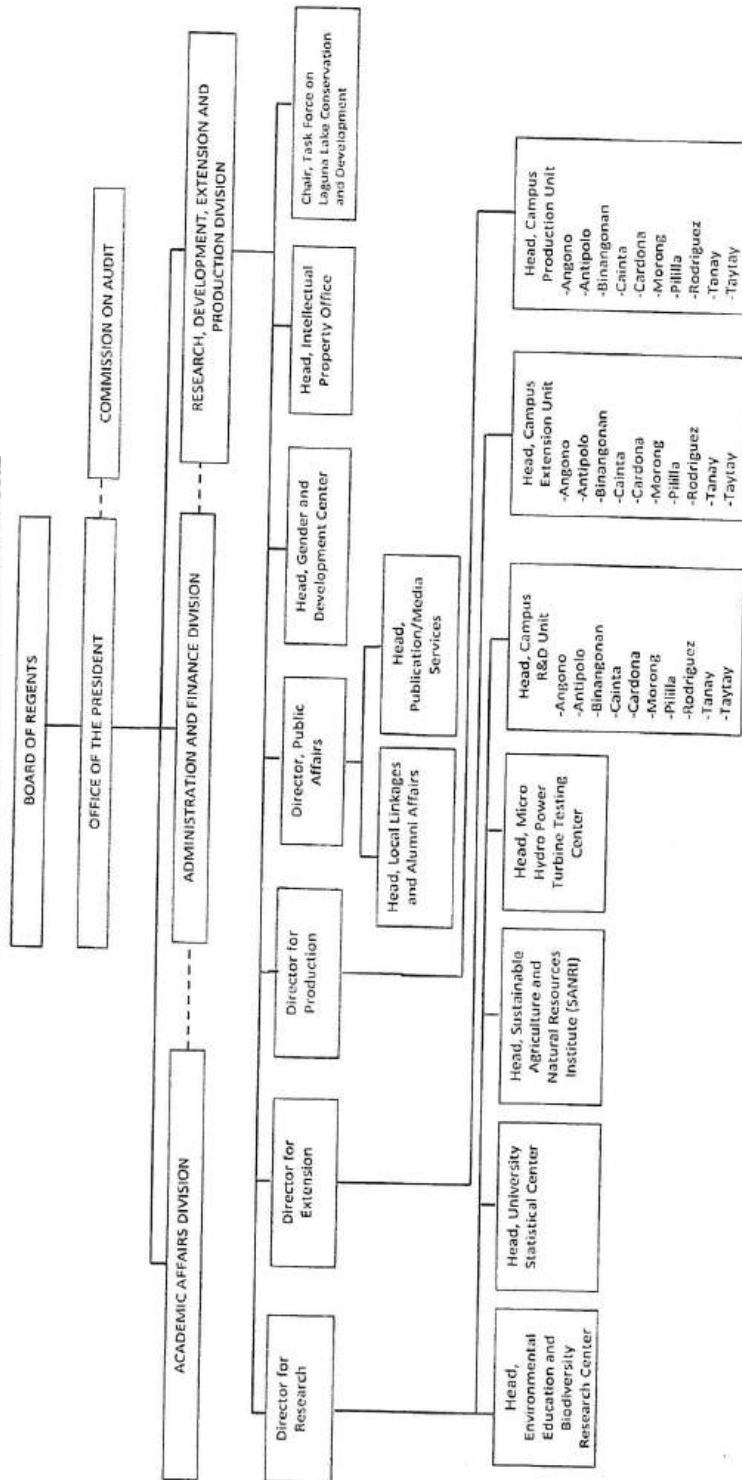 BOARD OF REGENTS
OFFICE OF THE PRESIDENT
COMMISSION ON AUDIT
ACADEMIC AFFAIRS DIVISION
ADMINISTRATION AND FINANCE DIVISION
RESEARCH, DEVELOPMENT, EXTENSION AND
PRODUCTION DIVISION
Director for
Research
Director for
Extension
Director for
Production
Director, Public
Affairs
Head, Gender and
Development Center
Head, Intellectual
Property Office
Chair, Task Force on
Laguna Lake Conservation
and Development
Head, Local Linkages
and Alumni Affairs
Head,
Publication/Media
Services
Head,
Environmental
Education and
Biodiversity
Research Center
Head, University
Statistical Center
Head, Sustainable
Agriculture and
Natural Resources
Institute (SANRI)
Head, Micro
Hydro Power
Turbine Testing
Center
Head, Campus
R&D Unit
-Angono
-Antipolo
-Binangonan
-Cainta
-Cardona
-Morong
-Pililla
-Rodriguez
-Tanay
-Taytay
Head, Campus
Extension Unit
-Angono
-Antipolo
-Binangonan
-Cainta
-Cardona
-Morong
-Pililla
-Rodriguez
-Tanay
-Taytay
Head, Campus
Production Unit
-Angono
-Antipolo
-Binangonan
-Cainta
-Cardona
-Morong
-Pililla
-Rodriguez
-Tanay
-Taytay